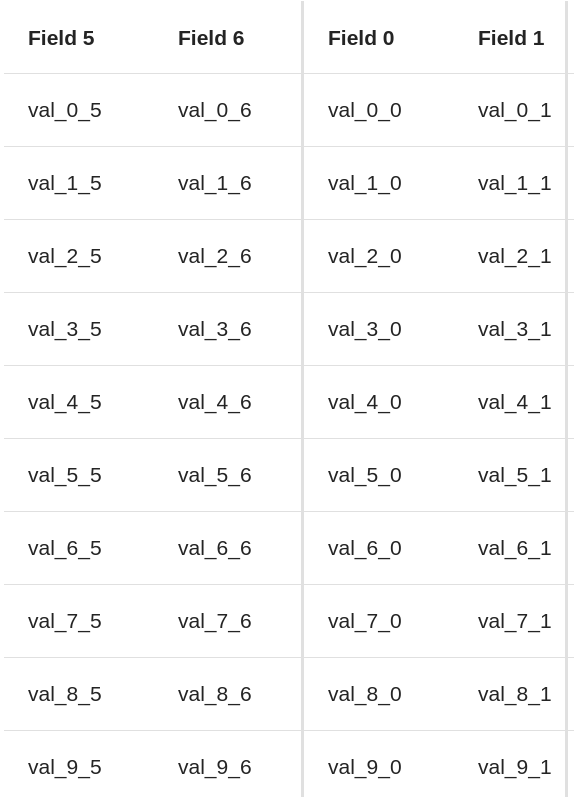 Field 5 Field 6 Field 0 Field 1
val_0_5 val_0_6 val_0_0 val_0_1
val_1_5 val_1_6 val_1_0 val_1_1
val_2_5 val_2_6 val_2_0 val_2_1
val_3_5 val_3_6 val_3_0 val_3_1
val_4_5 val_4_6 val_4_0 val_4_1
val_5_5 val_5_6 val_5_0 val_5_1
val_6_5 val_6_6 val_6_0 val_6_1
val_7_5 val_7_6 val_7_0 val_7_1
val_8_5 val_8_6 val_8_0 val_8_1
val_9_5 val_9_6 val_9_0 val_9_1